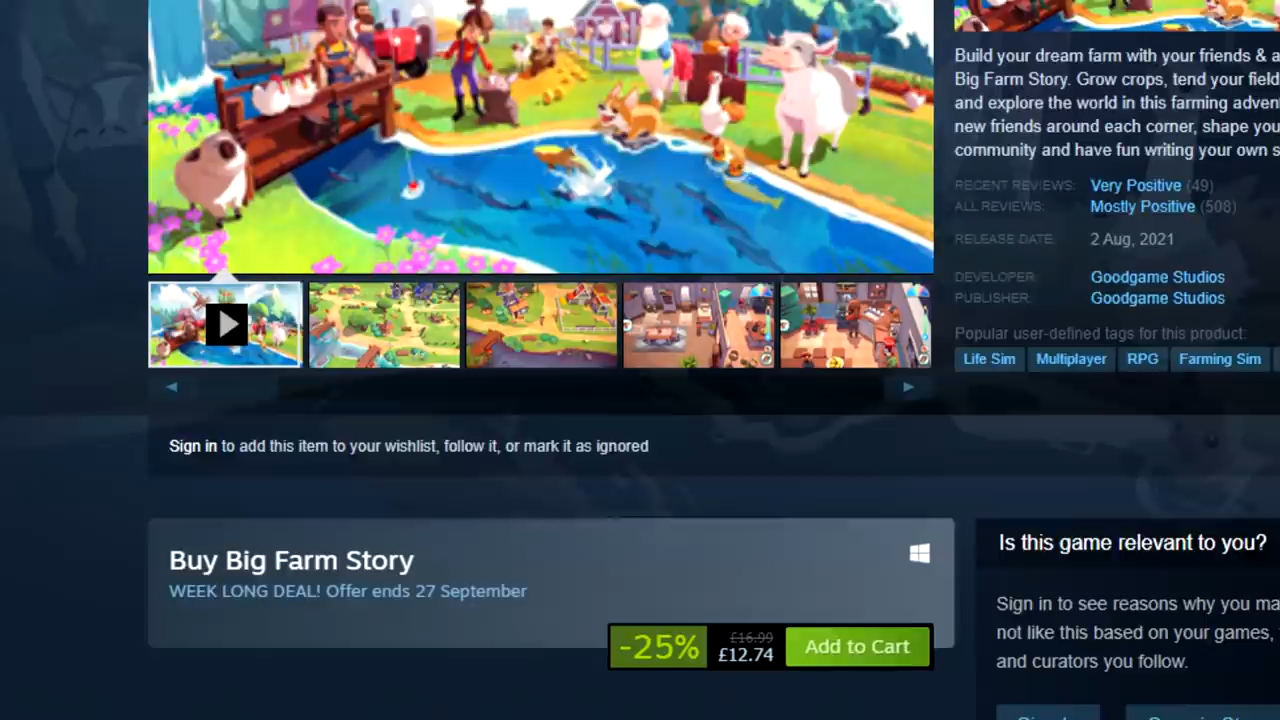 Build your dream farm with your friends & a
Big Farm Story. Grow crops, tend your field
and explore the world in this farming adven
new friends around each corner, shape you
community and have fun writing your own s
RECENT REVIEWS: Very Positive (49)
ALL REVIEWS: Mostly Positive (508)
RELEASE DATE: 2 Aug, 2021
DEVELOPER: Goodgame Studios
PUBLISHER: Goodgame Studios
Popular user-defined tags for this product:
Life Sim Multiplayer RPG Farming Sim
Sign in to add this item to your wishlist, follow it, or mark it as ignored
Buy Big Farm Story
WEEK LONG DEAL! Offer ends 27 September
-25% £16.99 £12.74 Add to Cart
Is this game relevant to you?
Sign in to see reasons why you ma
not like this based on your games,
and curators you follow.